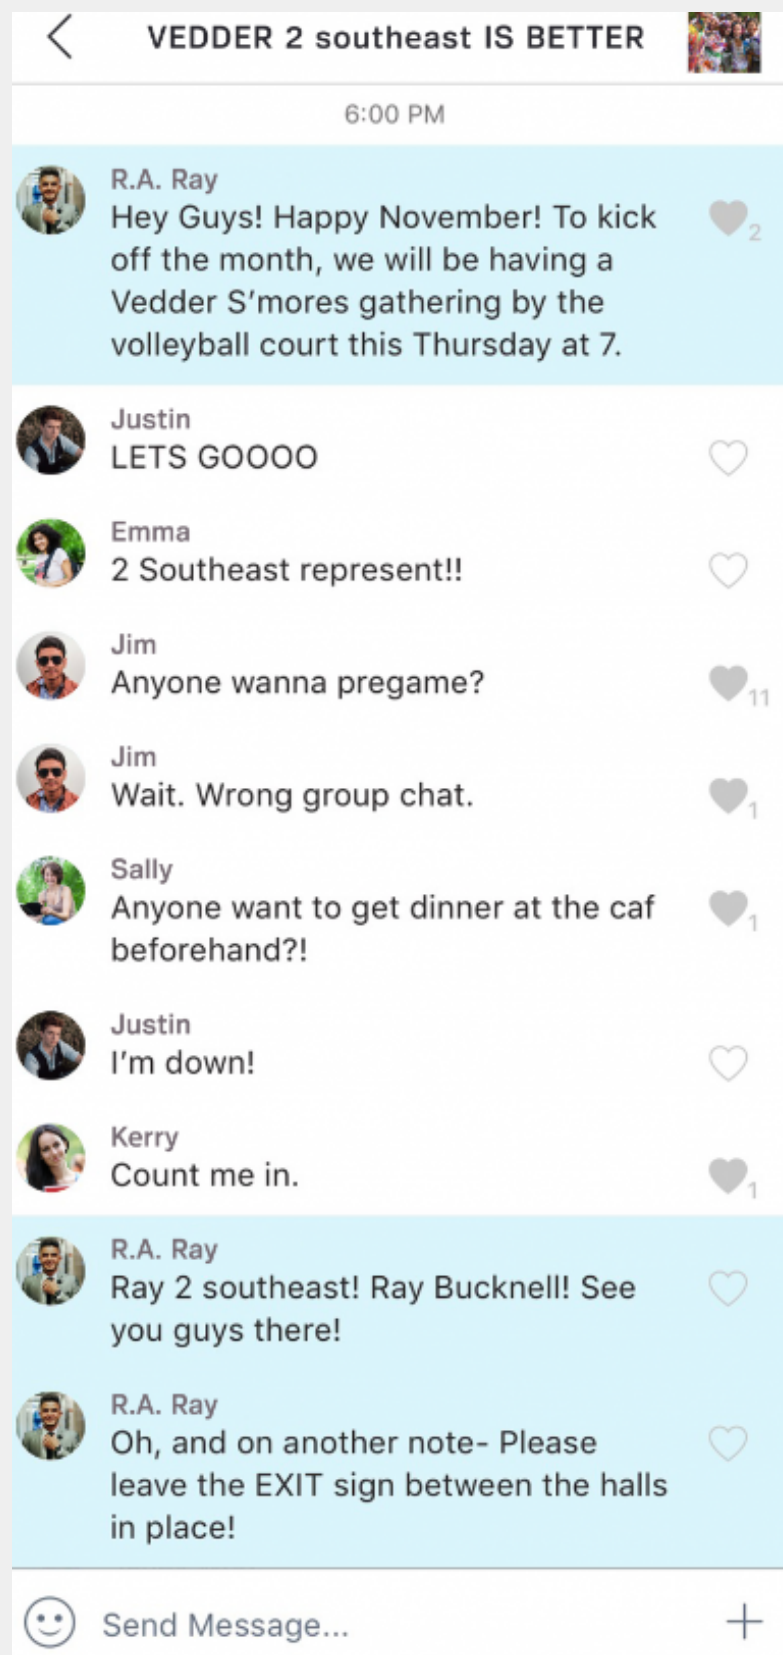 VEDDER 2 southeast IS BETTER
6:00 PM
R.A. Ray
Hey Guys! Happy November! To kick
off the month, we will be having a
Vedder S'mores gathering by the
volleyball court this Thursday at 7.
2
Justin
LETS GOOOO
Emma
2 Southeast represent!!
Jim
Anyone wanna pregame?
11
Jim
Wait. Wrong group chat.
1
Sally
Anyone want to get dinner at the caf
beforehand?!
1
Justin
I'm down!
Kerry
Count me in.
1
R.A. Ray
Ray 2 southeast! Ray Bucknell! See
you guys there!
R.A. Ray
Oh, and on another note- Please
leave the EXIT sign between the halls
in place!
Send Message...